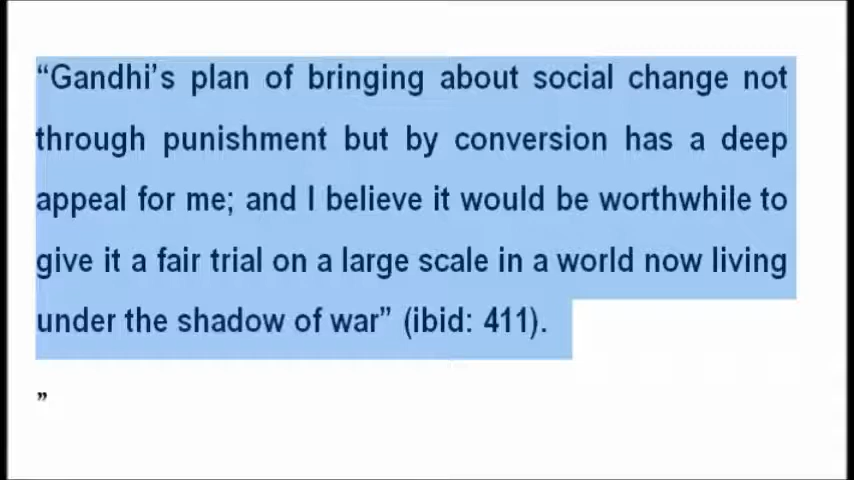 “Gandhi’s plan of bringing about social change not
through punishment but by conversion has a deep
appeal for me; and I believe it would be worthwhile to
give it a fair trial on a large scale in a world now living
under the shadow of war” (ibid: 411).
”